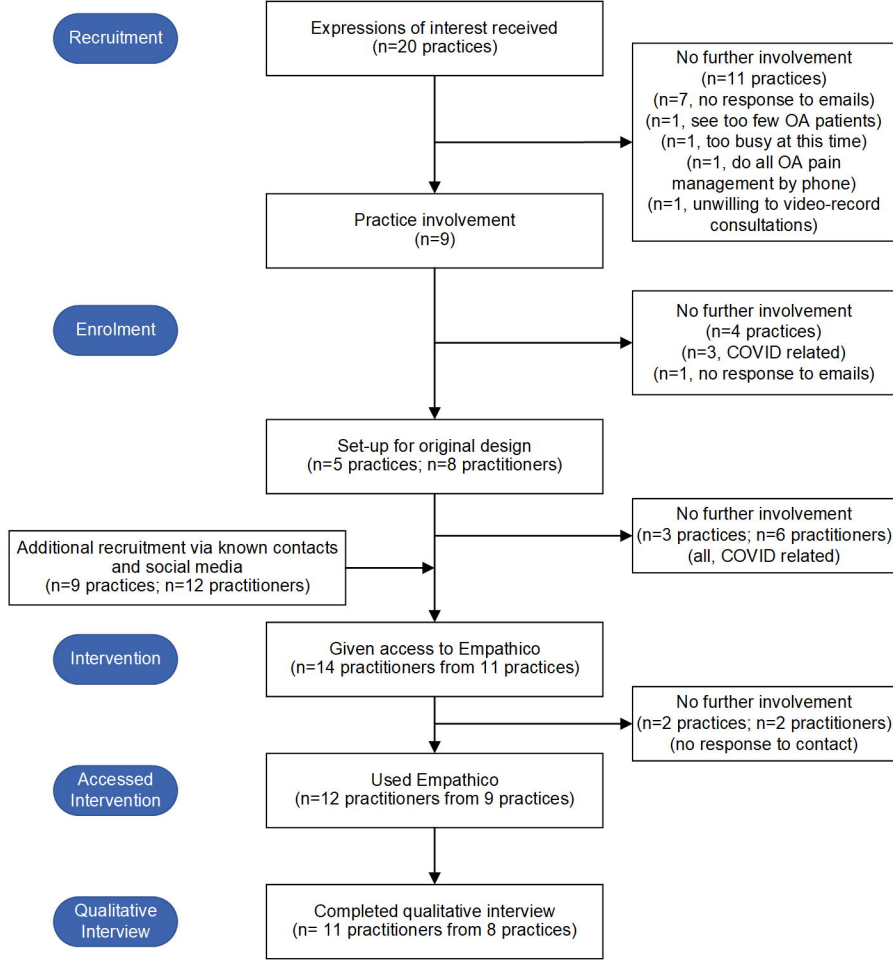 Recruitment
Expressions of interest received
(n=20 practices)
No further involvement
(n=11 practices)
(n=7, no response to emails)
(n=1, see too few OA patients)
(n=1, too busy at this time)
(n=1, do all OA pain
management by phone)
(n=1, unwilling to video-record
consultations)
Practice involvement
(n=9)
Enrolment
No further involvement
(n=4 practices)
(n=3, COVID related)
(n=1, no response to emails)
Set-up for original design
(n=5 practices; n=8 practitioners)
No further involvement
(n=3 practices; n=6 practitioners)
(all, COVID related)
Additional recruitment via known contacts
and social media
(n=9 practices; n=12 practitioners)
Intervention
Given access to Empathico
(n=14 practitioners from 11 practices)
No further involvement
(n=2 practices; n=2 practitioners)
(no response to contact)
Accessed
Intervention
Used Empathico
(n=12 practitioners from 9 practices)
Qualitative
Interview
Completed qualitative interview
(n= 11 practitioners from 8 practices)